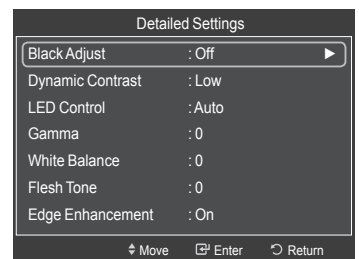 Detailed Settings
Black Adjust : Off
Dynamic Contrast : Low
LED Control : Auto
Gamma : 0
White Balance : 0
Flesh Tone : 0
Edge Enhancement : On
Move Enter Return